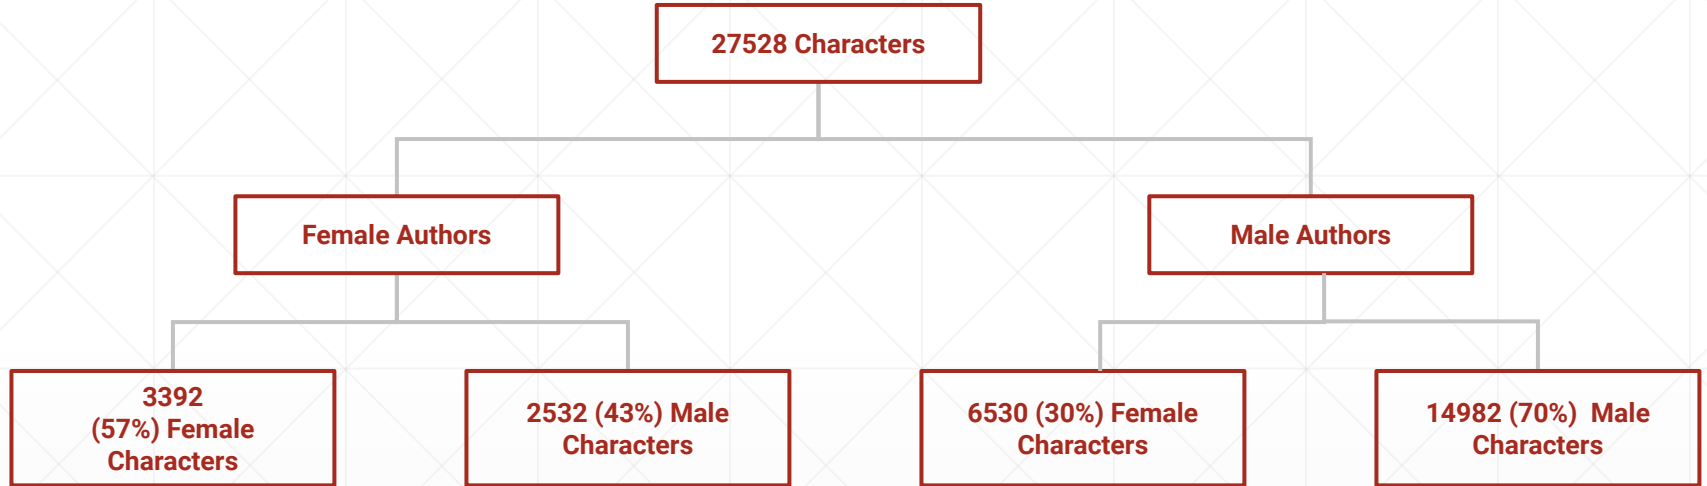 27528 Characters
Female Authors
Male Authors
3392
(57%) Female
Characters
2532 (43%) Male
Characters
6530 (30%) Female
Characters
14982 (70%)  Male
Characters